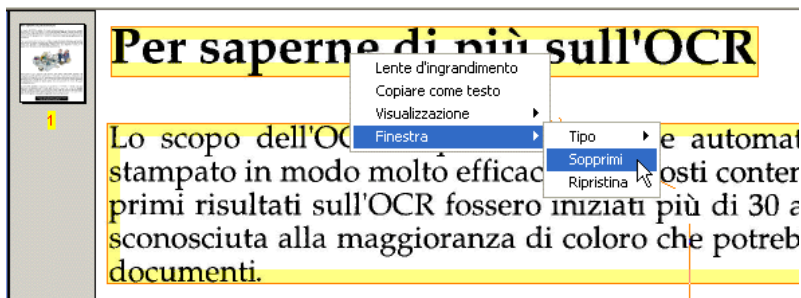 Per saperne di più sull'OCR
1
Lente d'ingrandimento
Copiare come testo
Visualizzazione
Finestra
Tipo
Sopprimi
Ripristina
Lo scopo dell'OC e automat
stampato in modo molto efficac osti conter
primi risultati sull'OCR fossero iniziati più di 30 a
sconosciuta alla maggioranza di coloro che potreb
documenti.